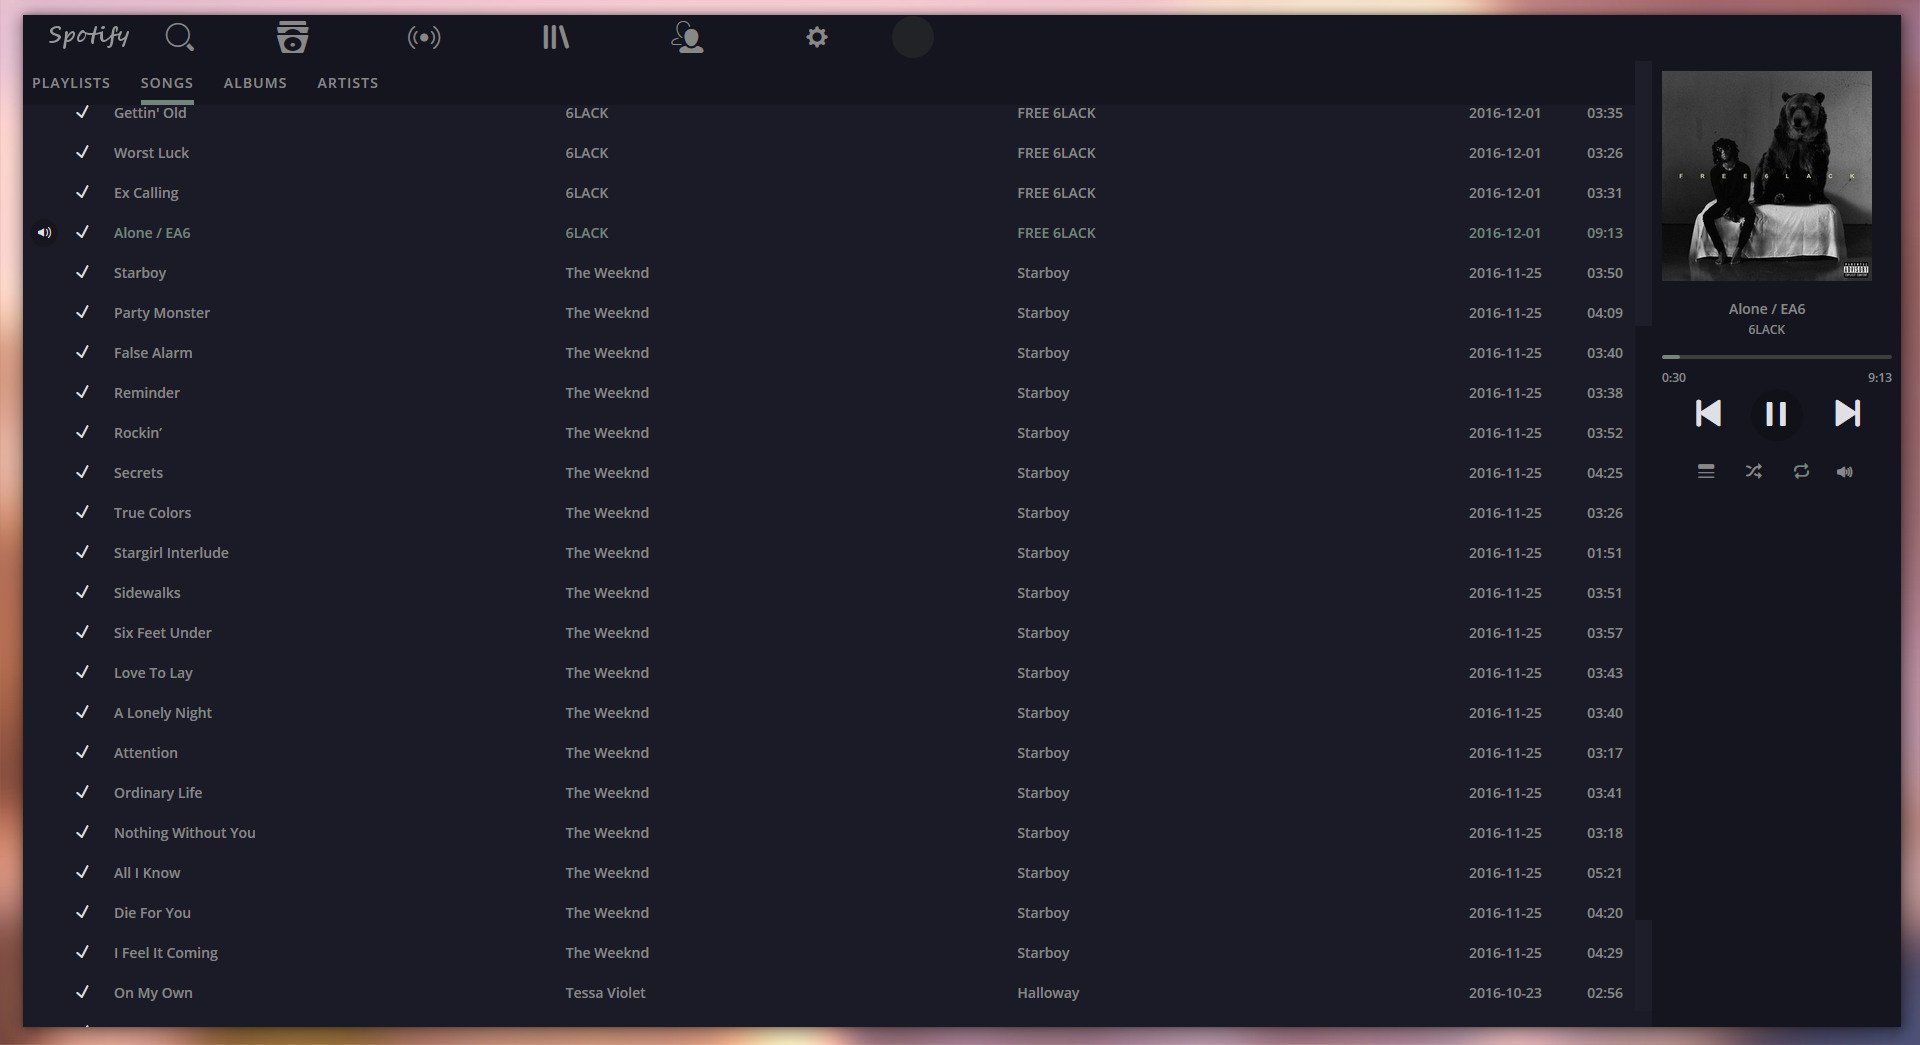 Spotify
PLAYLISTS SONGS ALBUMS ARTISTS
Gettin' Old 6LACK FREE 6LACK 2016-12-01 03:35
Worst Luck 6LACK FREE 6LACK 2016-12-01 03:26
Ex Calling 6LACK FREE 6LACK 2016-12-01 03:31
Alone / EA6 6LACK FREE 6LACK 2016-12-01 09:13
Starboy The Weeknd Starboy 2016-11-25 03:50
Party Monster The Weeknd Starboy 2016-11-25 04:09
False Alarm The Weeknd Starboy 2016-11-25 03:40
Reminder The Weeknd Starboy 2016-11-25 03:38
Rockin’ The Weeknd Starboy 2016-11-25 03:52
Secrets The Weeknd Starboy 2016-11-25 04:25
True Colors The Weeknd Starboy 2016-11-25 03:26
Stargirl Interlude The Weeknd Starboy 2016-11-25 01:51
Sidewalks The Weeknd Starboy 2016-11-25 03:51
Six Feet Under The Weeknd Starboy 2016-11-25 03:57
Love To Lay The Weeknd Starboy 2016-11-25 03:43
A Lonely Night The Weeknd Starboy 2016-11-25 03:40
Attention The Weeknd Starboy 2016-11-25 03:17
Ordinary Life The Weeknd Starboy 2016-11-25 03:41
Nothing Without You The Weeknd Starboy 2016-11-25 03:18
All I Know The Weeknd Starboy 2016-11-25 05:21
Die For You The Weeknd Starboy 2016-11-25 04:20
I Feel It Coming The Weeknd Starboy 2016-11-25 04:29
On My Own Tessa Violet Halloway 2016-10-23 02:56
FREE 6LACK
ADVISORY
Alone / EA6
6LACK
0:30 9:13